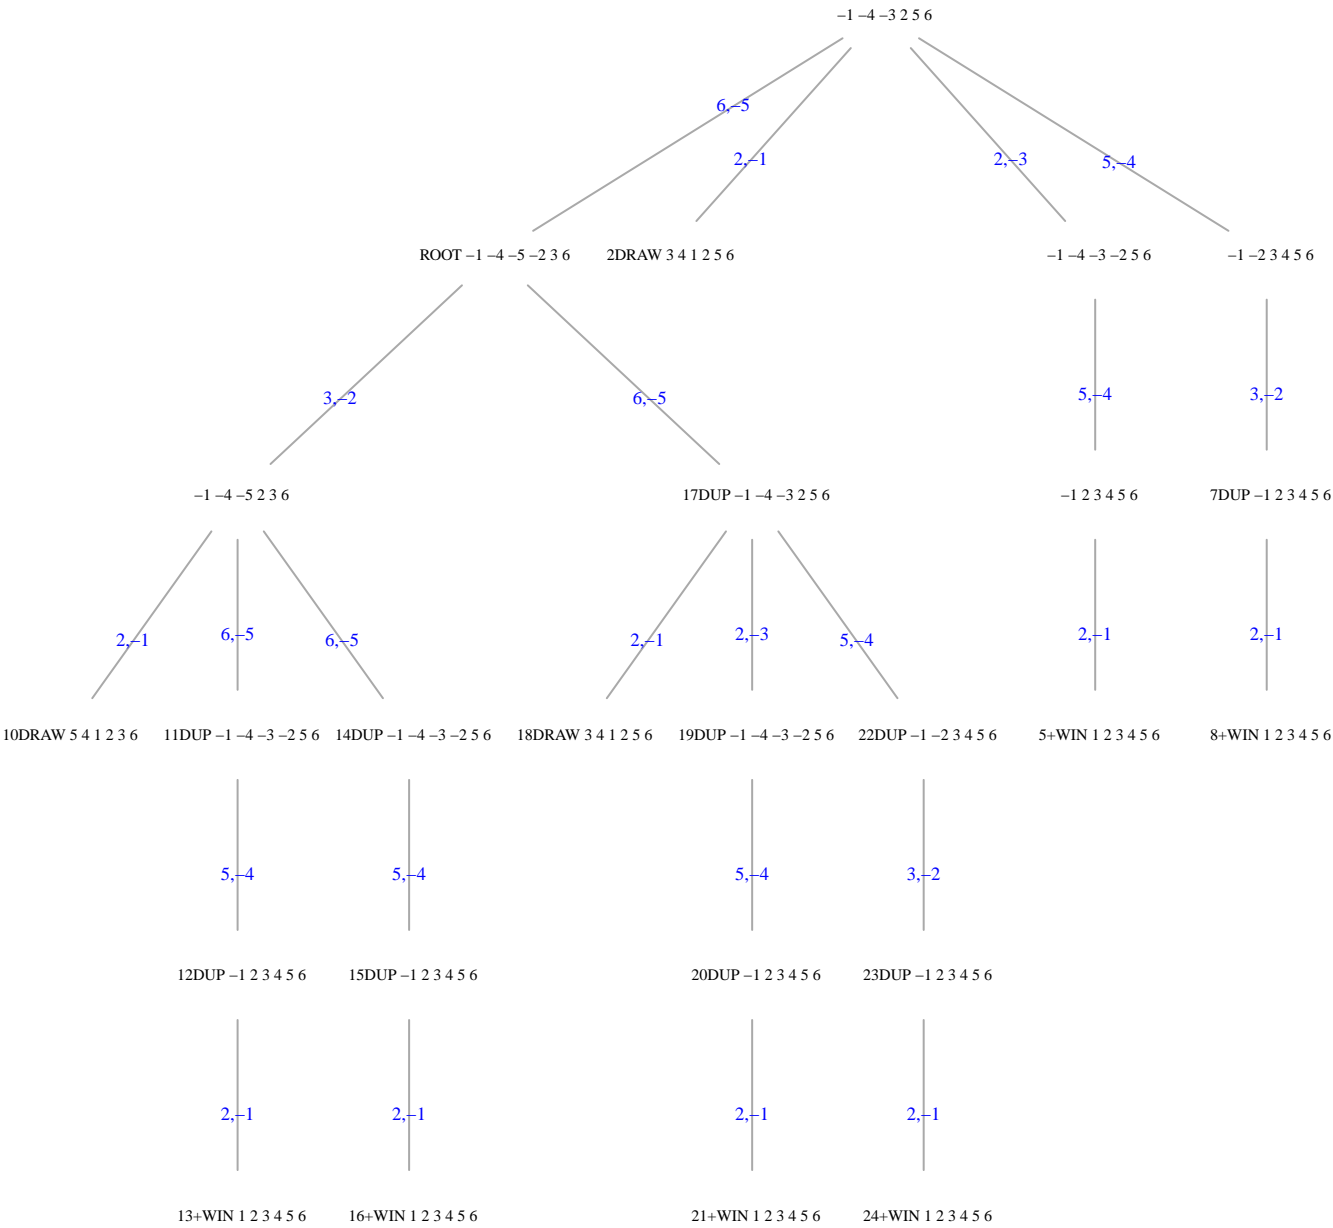 –1 –4 –3 2 5 6
6,–5
2,–1
2,–3
5,–4
ROOT –1 –4 –5 –2 3 6
2DRAW 3 4 1 2 5 6
–1 –4 –3 –2 5 6
–1 –2 3 4 5 6
3,–2
6,–5
5,–4
3,–2
–1 –4 –5 2 3 6
17DUP –1 –4 –3 2 5 6
–1 2 3 4 5 6
7DUP –1 2 3 4 5 6
2,–1
6,–5
6,–5
2,–1
2,–3
5,–4
2,–1
2,–1
10DRAW 5 4 1 2 3 6
11DUP –1 –4 –3 –2 5 6
14DUP –1 –4 –3 –2 5 6
18DRAW 3 4 1 2 5 6
19DUP –1 –4 –3 –2 5 6
22DUP –1 –2 3 4 5 6
5+WIN 1 2 3 4 5 6
8+WIN 1 2 3 4 5 6
5,–4
5,–4
5,–4
3,–2
12DUP –1 2 3 4 5 6
15DUP –1 2 3 4 5 6
20DUP –1 2 3 4 5 6
23DUP –1 2 3 4 5 6
2,–1
2,–1
2,–1
2,–1
13+WIN 1 2 3 4 5 6
16+WIN 1 2 3 4 5 6
21+WIN 1 2 3 4 5 6
24+WIN 1 2 3 4 5 6